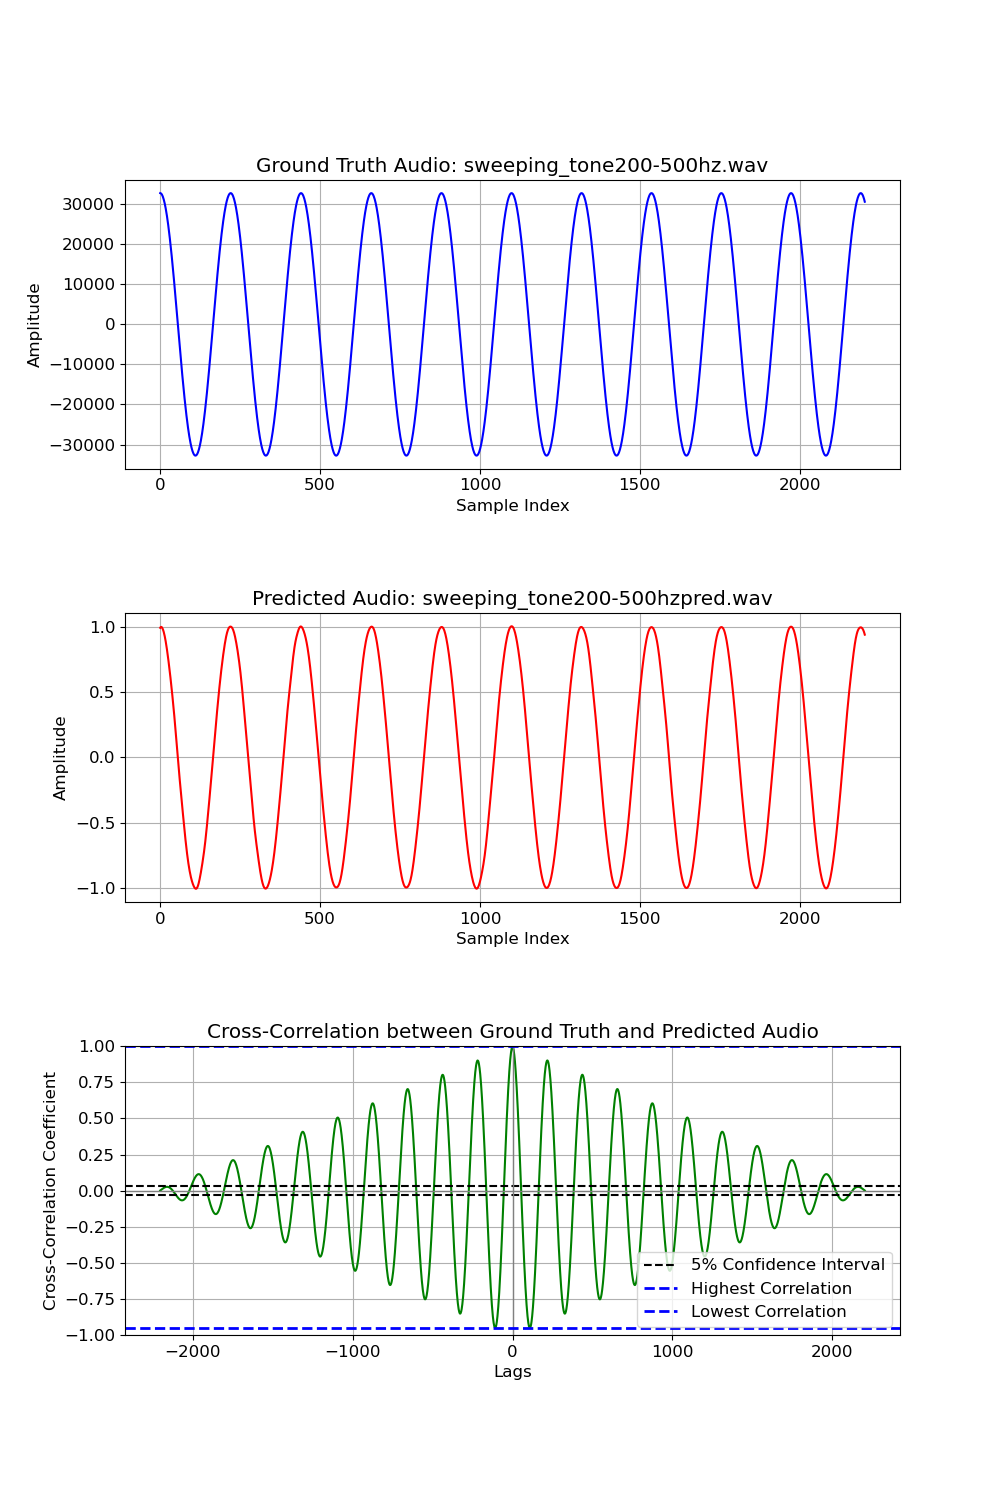 Ground Truth Audio: sweeping_tone200-500hz.wav
30000
20000
10000
0
−10000
−20000
−30000
Amplitude
0 500 1000 1500 2000
Sample Index
Predicted Audio: sweeping_tone200-500hzpred.wav
1.0
0.5
0.0
−0.5
−1.0
Amplitude
0 500 1000 1500 2000
Sample Index
Cross-Correlation between Ground Truth and Predicted Audio
1.00
0.75
0.50
0.25
0.00
−0.25
−0.50
−0.75
−1.00
Cross-Correlation Coefficient
5% Confidence Interval
Highest Correlation
Lowest Correlation
−2000 −1000 0 1000 2000
Lags